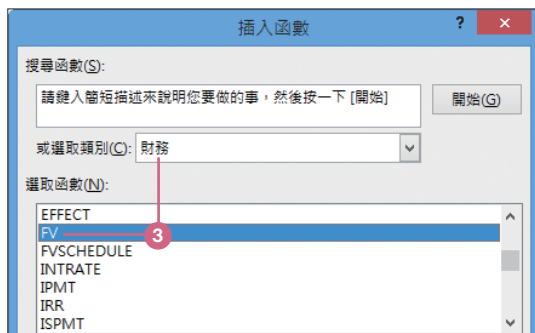 插入函數 ? ×
搜尋函數(S):
請鍵入簡短描述來說明您要做的事，然後按一下 [開始] 開始(G)
或選取類別(C): 財務
選取函數(N):
EFFECT
FV
3
FVSCHEDULE
INTRATE
IPMT
IRR
ISPMT